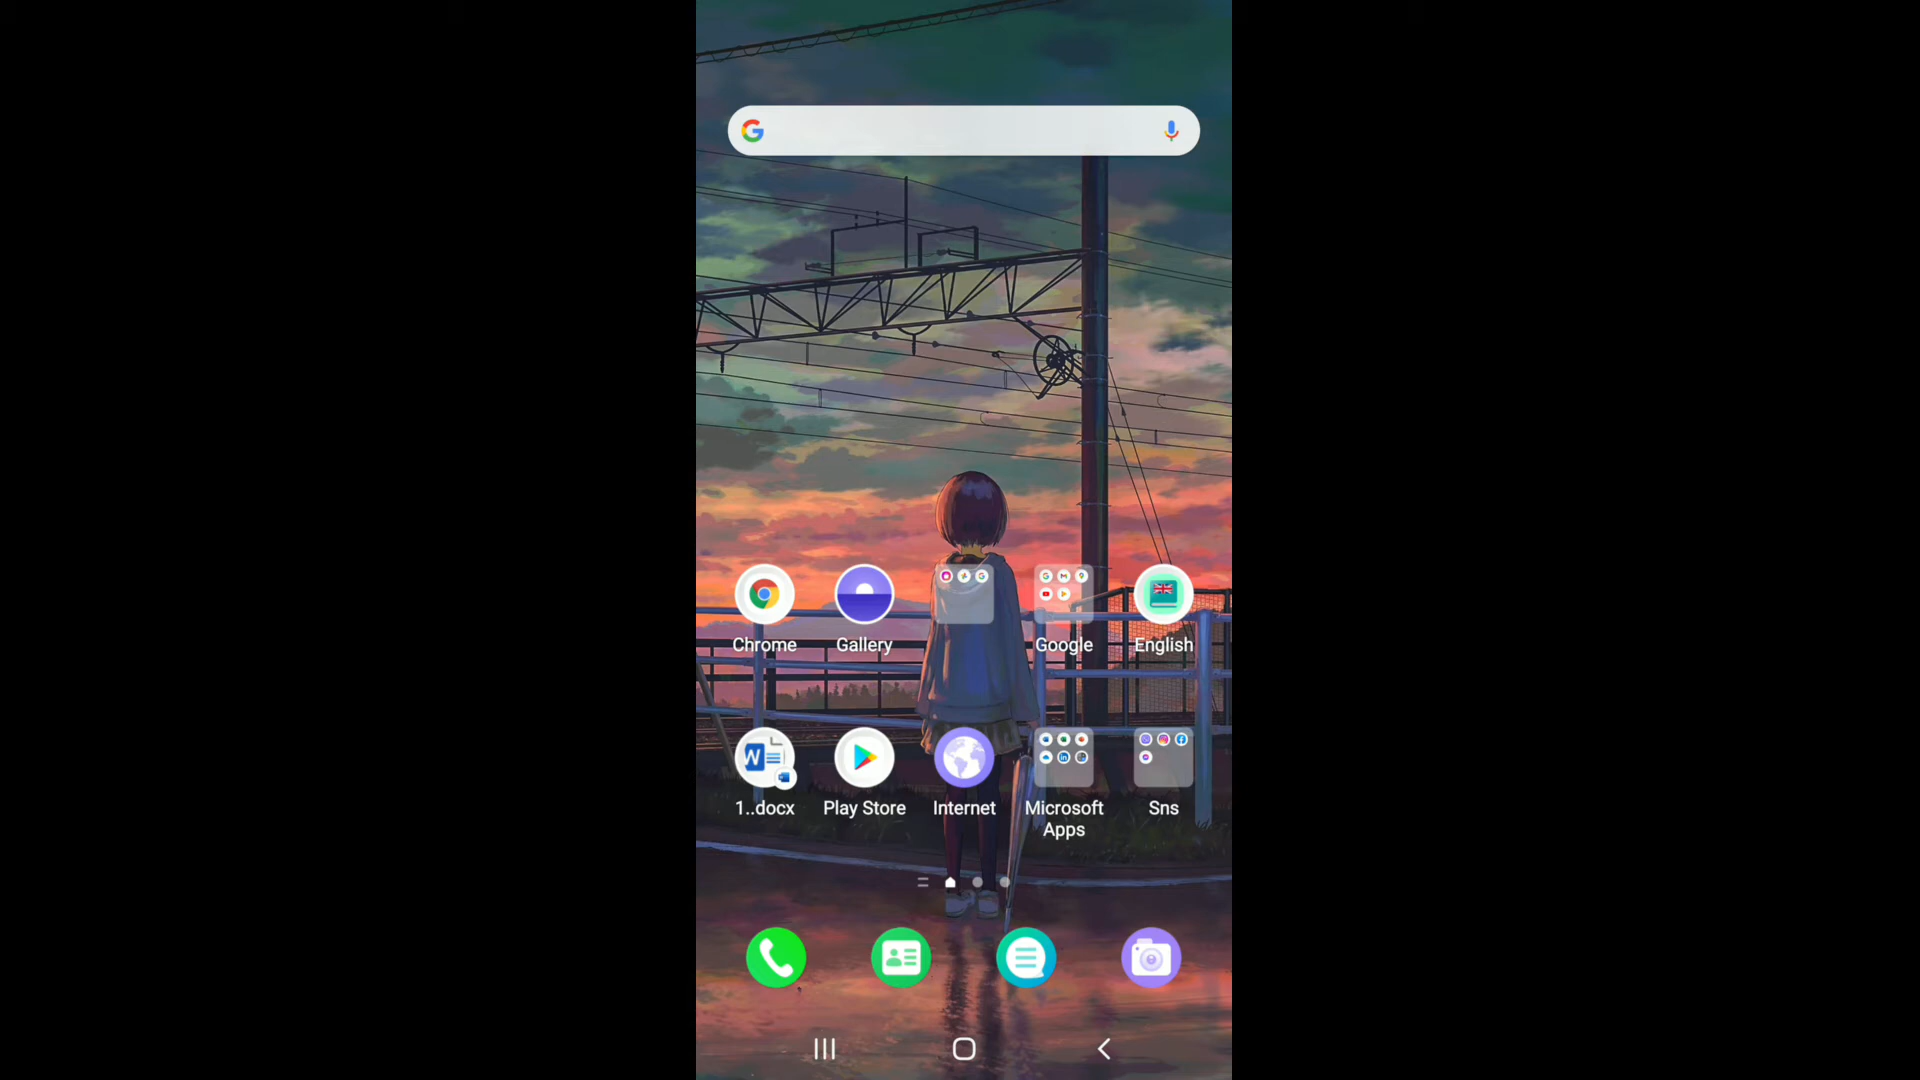 Chrome
Gallery
Google
English
1..docx
Play Store
Internet
Microsoft
Apps
Sns